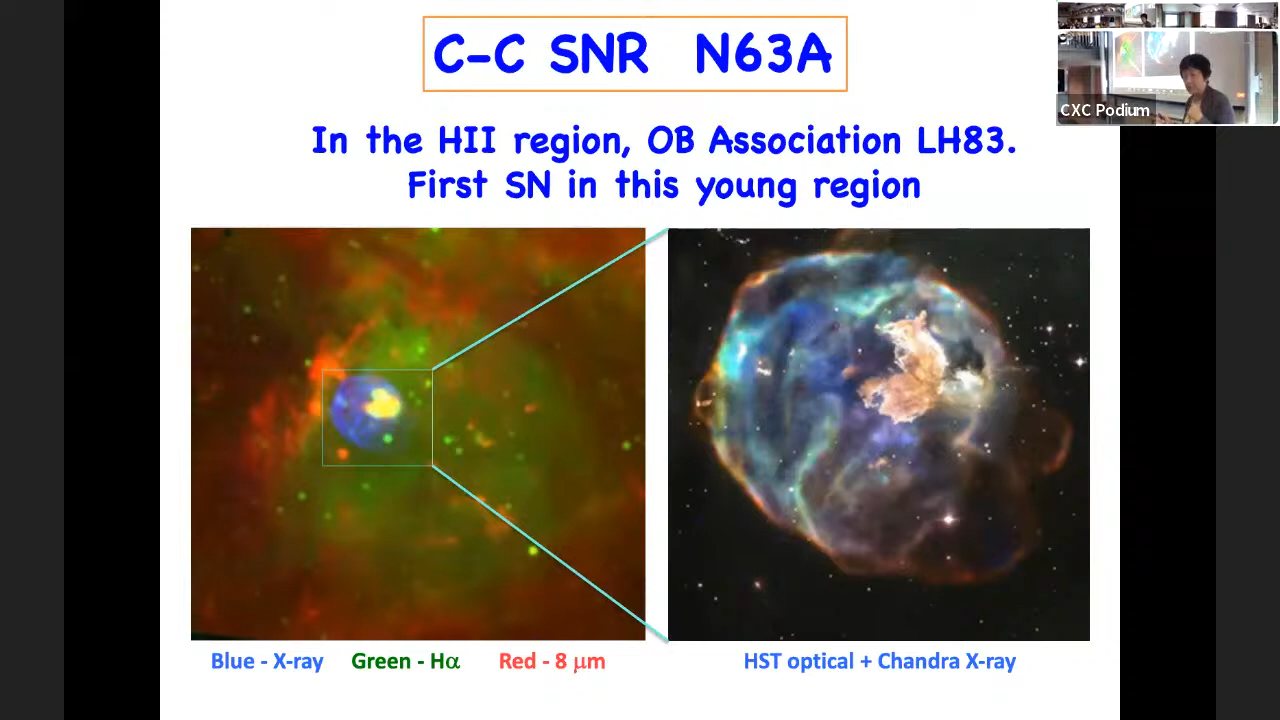 C-C SNR N63A
CXC Podium
In the HII region, OB Association LH83.
First SN in this young region
Blue - X-ray Green - Hα Red - 8 μm
HST optical + Chandra X-ray